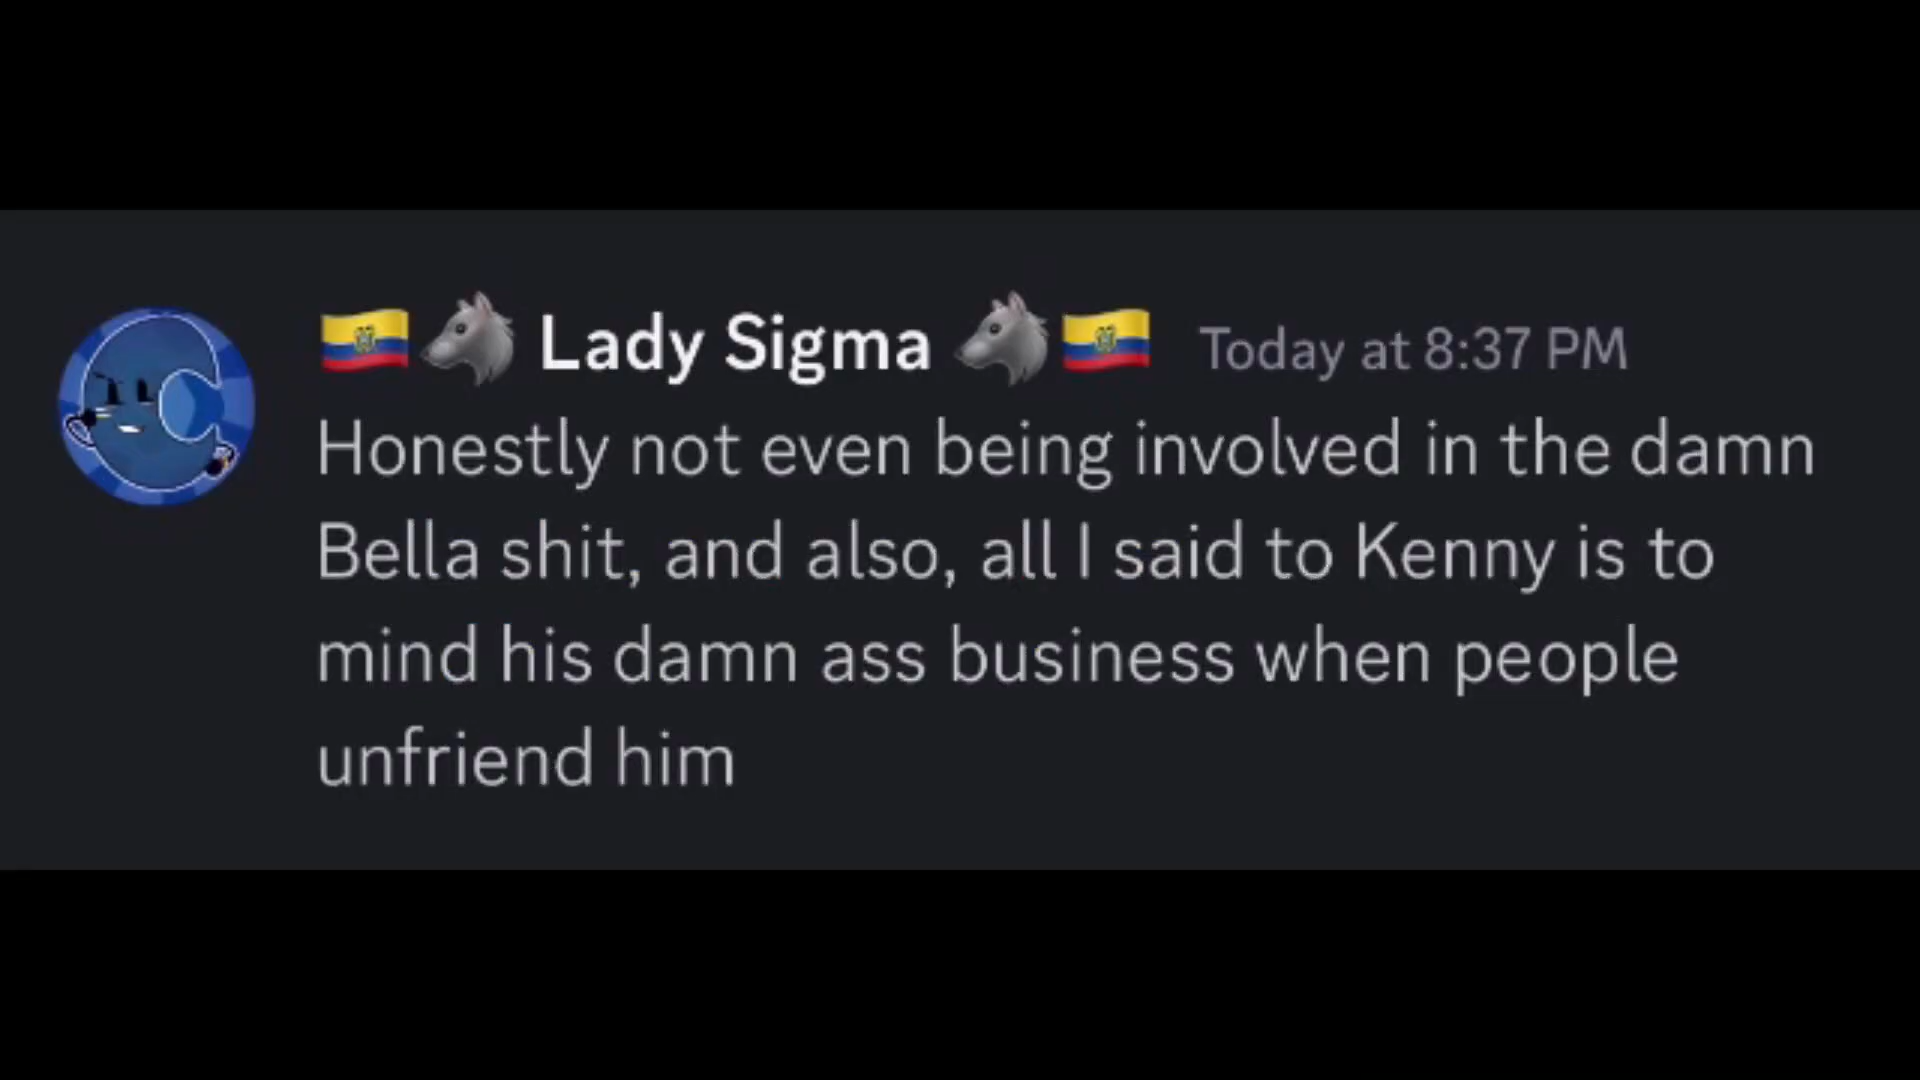 🇪🇨🐺 Lady Sigma 🐺🇪🇨 Today at 8:37 PM
Honestly not even being involved in the damn
Bella shit, and also, all I said to Kenny is to
mind his damn ass business when people
unfriend him